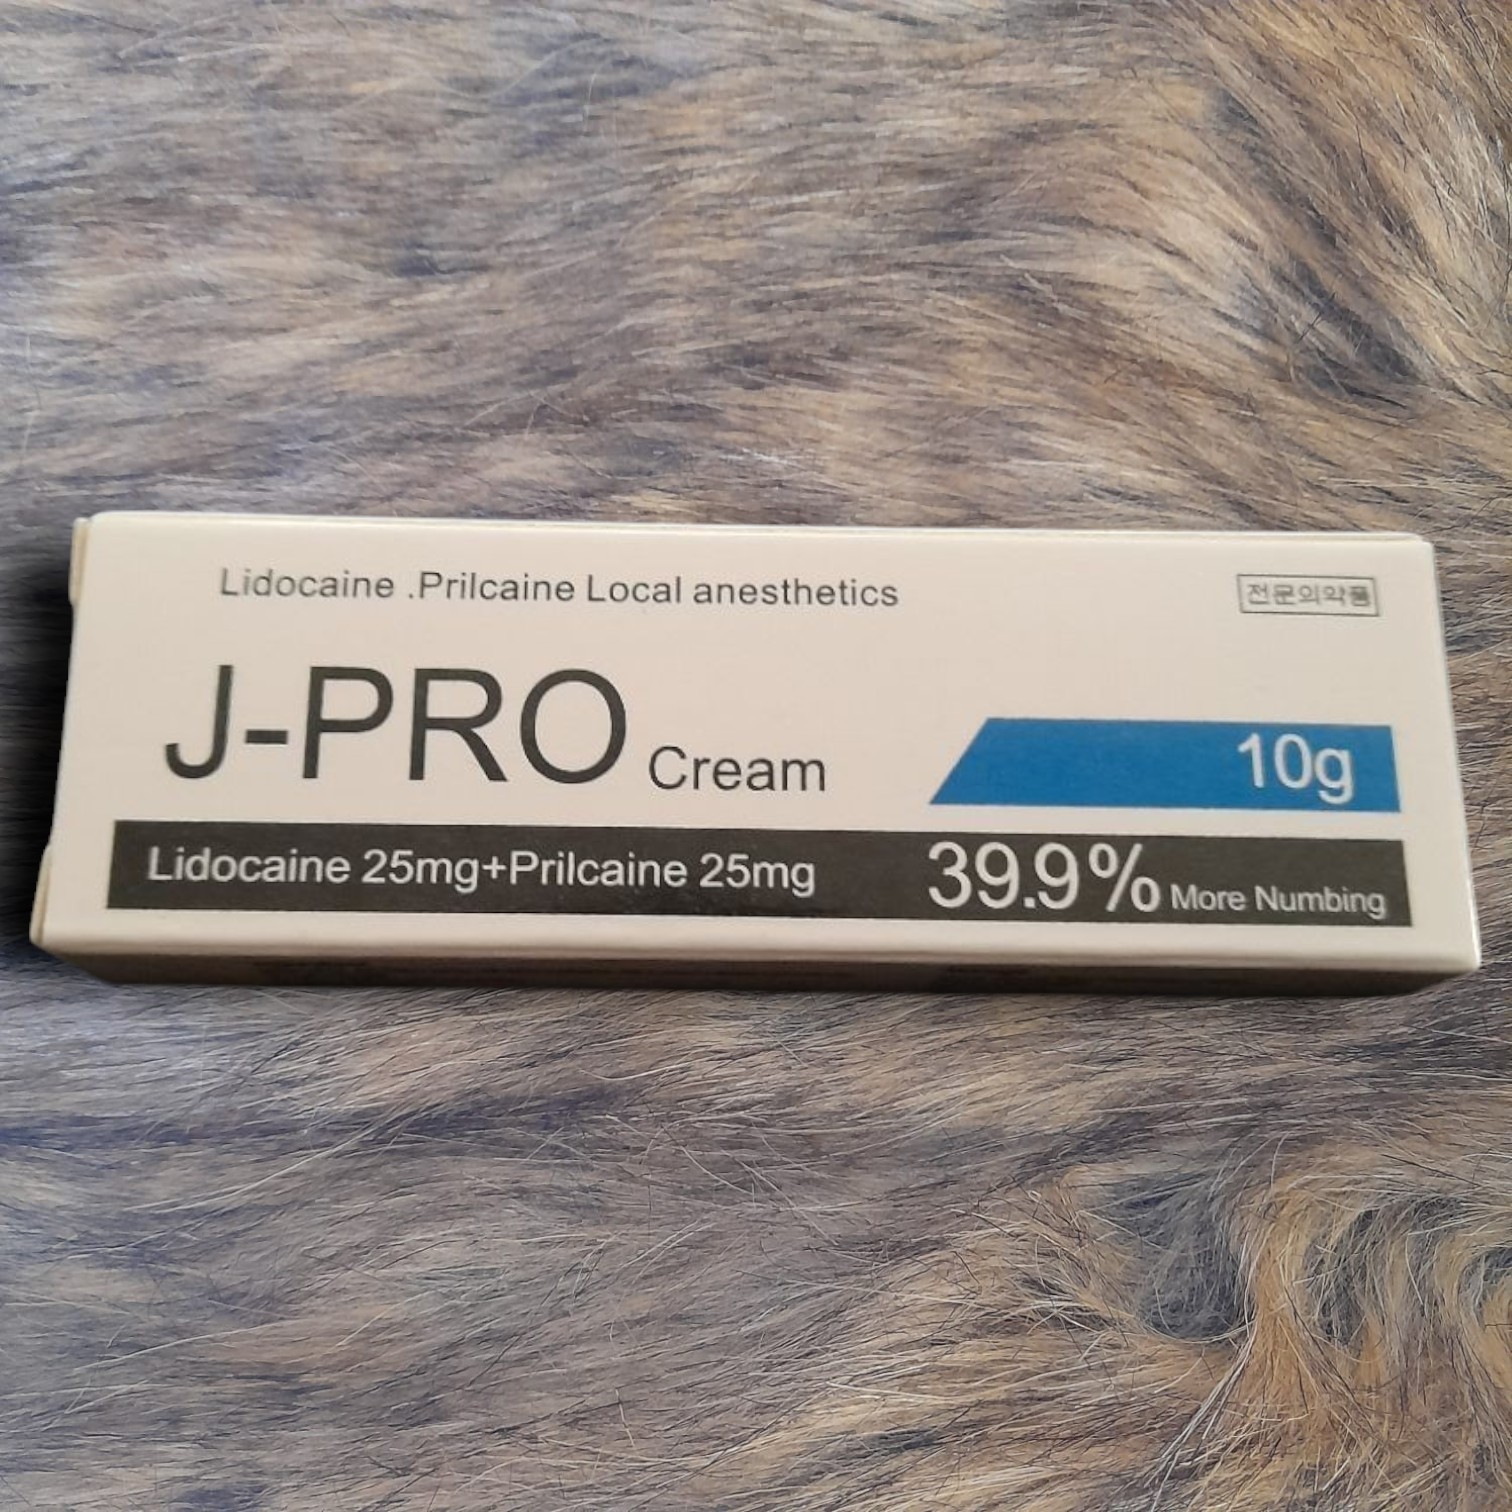 Lidocaine .Prilcaine Local anesthetics
전문의약품
J-PRO Cream
10g
Lidocaine 25mg+Prilcaine 25mg
39.9% More Numbing